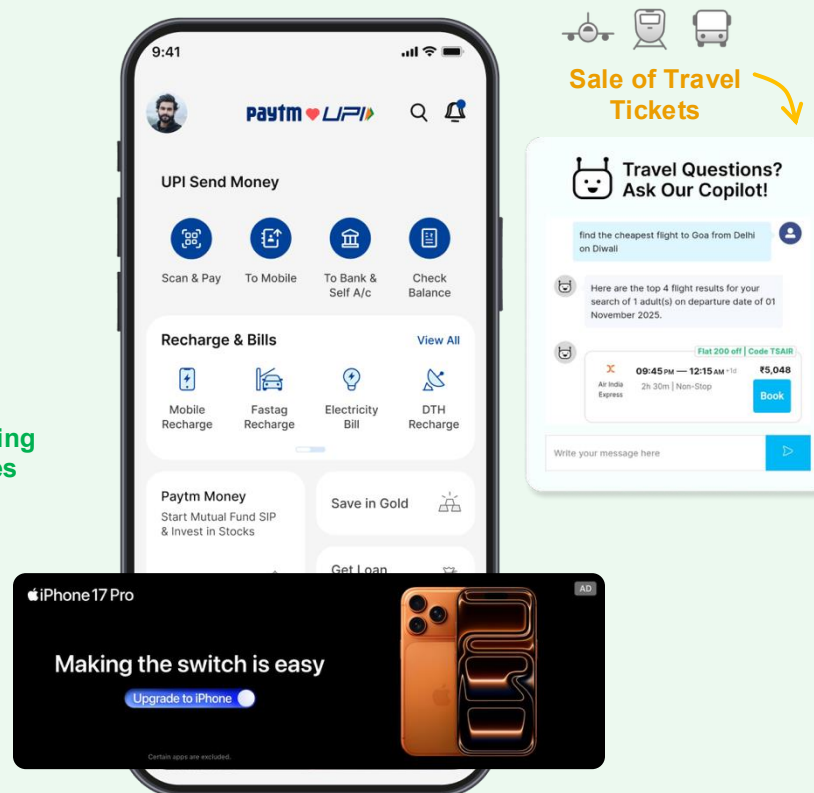 9:41
Paytm UPI
UPI Send Money
Scan & Pay
To Mobile
To Bank &
Self A/c
Check
Balance
Recharge & Bills
View All
Mobile
Recharge
Fastag
Recharge
Electricity
Bill
DTH
Recharge
Paytm Money
Start Mutual Fund SIP
& Invest in Stocks
Save in Gold
Get Loan
ing
es
Sale of Travel
Tickets
Travel Questions?
Ask Our Copilot!
find the cheapest flight to Goa from Delhi
on Diwali
Here are the top 4 flight results for your
search of 1 adult(s) on departure date of 01
November 2025.
Flat 200 off | Code TSAIR
Air India
Express
09:45 PM — 12:15 AM +1d
2h 30m | Non-Stop
₹5,048
Book
Write your message here
iPhone 17 Pro
AD
Making the switch is easy
Upgrade to iPhone
Certain apps are excluded.